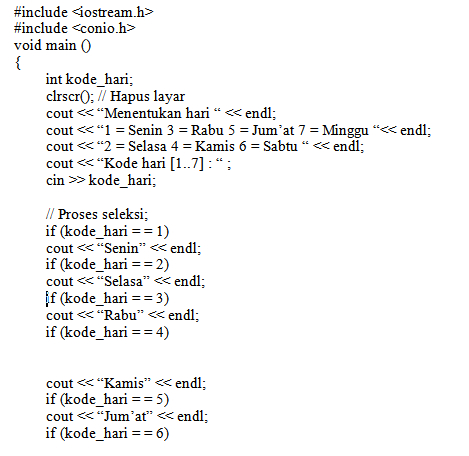 #include <iostream.h>
#include <conio.h>
void main ()
{
int kode_hari;
clrscr(); // Hapus layar
cout << “Menentukan hari “ << endl;
cout << “1 = Senin 3 = Rabu 5 = Jum’at 7 = Minggu “<< endl;
cout << “2 = Selasa 4 = Kamis 6 = Sabtu “ << endl;
cout << “Kode hari [1..7] : “ ;
cin >> kode_hari;
// Proses seleksi;
if (kode_hari = = 1)
cout << “Senin” << endl;
if (kode_hari = = 2)
cout << “Selasa” << endl;
if (kode_hari = = 3)
cout << “Rabu” << endl;
if (kode_hari = = 4)
cout << “Kamis” << endl;
if (kode_hari = = 5)
cout << “Jum’at” << endl;
if (kode_hari = = 6)